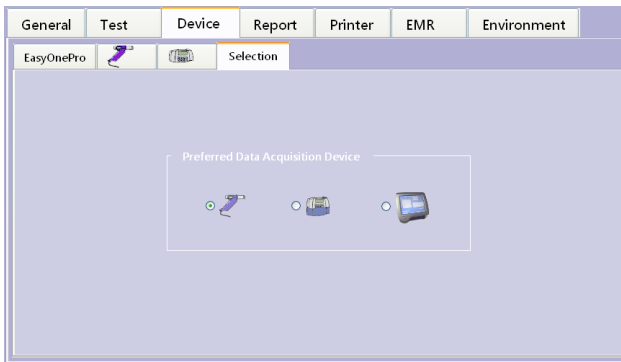 General Test Device Report Printer EMR Environment
EasyOnePro Selection
Preferred Data Acquisition Device